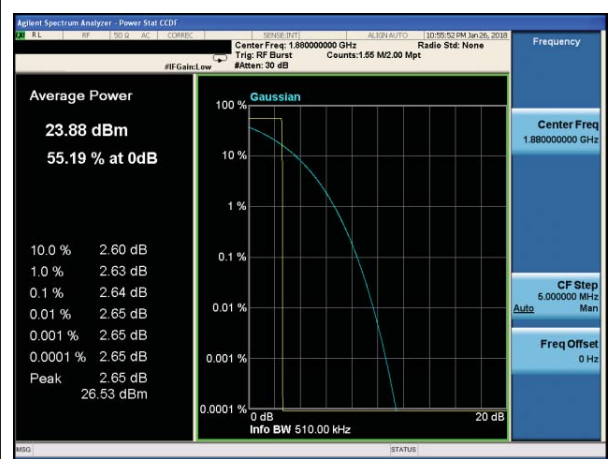 Agilent Spectrum Analyzer - Power Stat CCDF
RL RF 50 Ω AC CORREC SENSE:INT ALIGN AUTO 10:55:52 PM Jan 26, 2018
Center Freq: 1.880000000 GHz Radio Std: None
Trig: RF Burst Counts:1.55 M/2.00 Mpt
#IFGain:Low #Atten: 30 dB
Frequency
Average Power
23.88 dBm
55.19 % at 0dB
10.0 % 2.60 dB
1.0 % 2.63 dB
0.1 % 2.64 dB
0.01 % 2.65 dB
0.001 % 2.65 dB
0.0001 % 2.65 dB
Peak 2.65 dB
26.53 dBm
Gaussian
100 %
10 %
1 %
0.1 %
0.01 %
0.001 %
0.0001 %
0 dB 20 dB
Info BW 510.00 kHz
Center Freq
1.880000000 GHz
CF Step
5.000000 MHz
Auto Man
Freq Offset
0 Hz
MSG STATUS